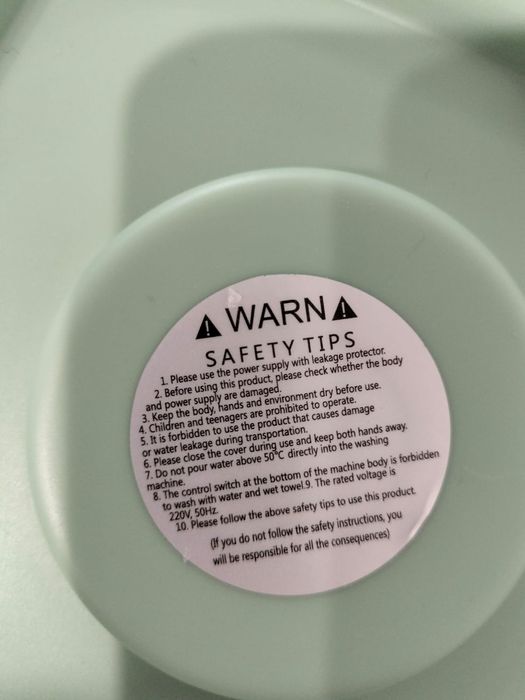 WARN
SAFETY TIPS
1. Please use the power supply with leakage protector.
2. Before using this product, please check whether the body
and power supply are damaged.
3. Keep the body, hands and environment dry before use.
4. Children and teenagers are prohibited to operate.
5. It is forbidden to use the product that causes damage
or water leakage during transportation.
6. Please close the cover during use and keep both hands away.
7. Do not pour water above 50℃ directly into the washing
machine.
8. The control switch at the bottom of the machine body is forbidden
to wash with water and wet towel.9. The rated voltage is
220V, 50Hz.
10. Please follow the above safety tips to use this product.
(If you do not follow the safety instructions, you
will be responsible for all the consequences)